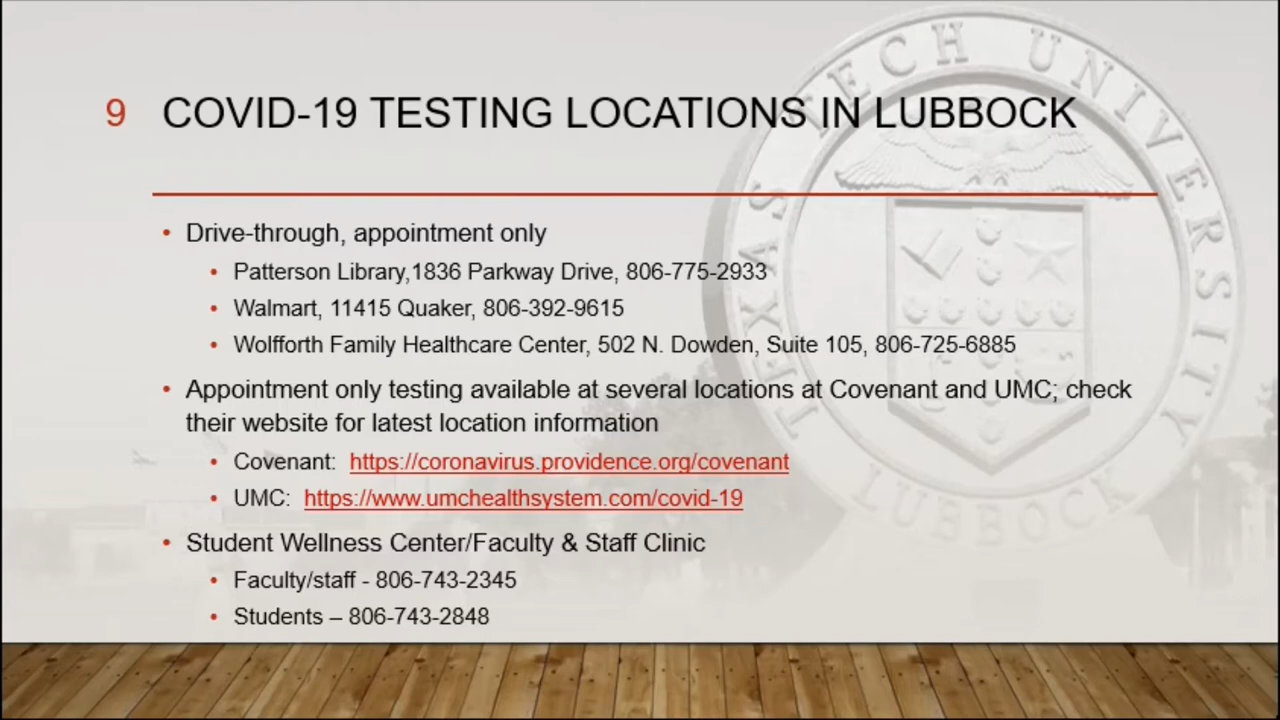 9 COVID-19 TESTING LOCATIONS IN LUBBOCK
• Drive-through, appointment only
• Patterson Library,1836 Parkway Drive, 806-775-2933
• Walmart, 11415 Quaker, 806-392-9615
• Wolfforth Family Healthcare Center, 502 N. Dowden, Suite 105, 806-725-6885
• Appointment only testing available at several locations at Covenant and UMC; check
their website for latest location information
• Covenant: https://coronavirus.providence.org/covenant
• UMC: https://www.umchealthsystem.com/covid-19
• Student Wellness Center/Faculty & Staff Clinic
• Faculty/staff - 806-743-2345
• Students – 806-743-2848
TEXAS TECH UNIVERSITY
LUBBOCK